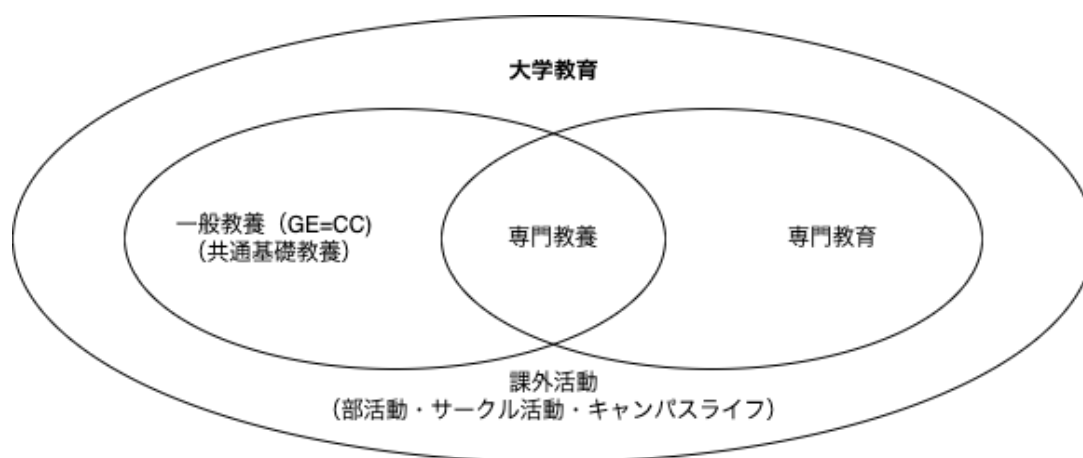 大学教育
一般教養（GE=CC)
（共通基礎教養）
専門教養
専門教育
課外活動
（部活動・サークル活動・キャンパスライフ）